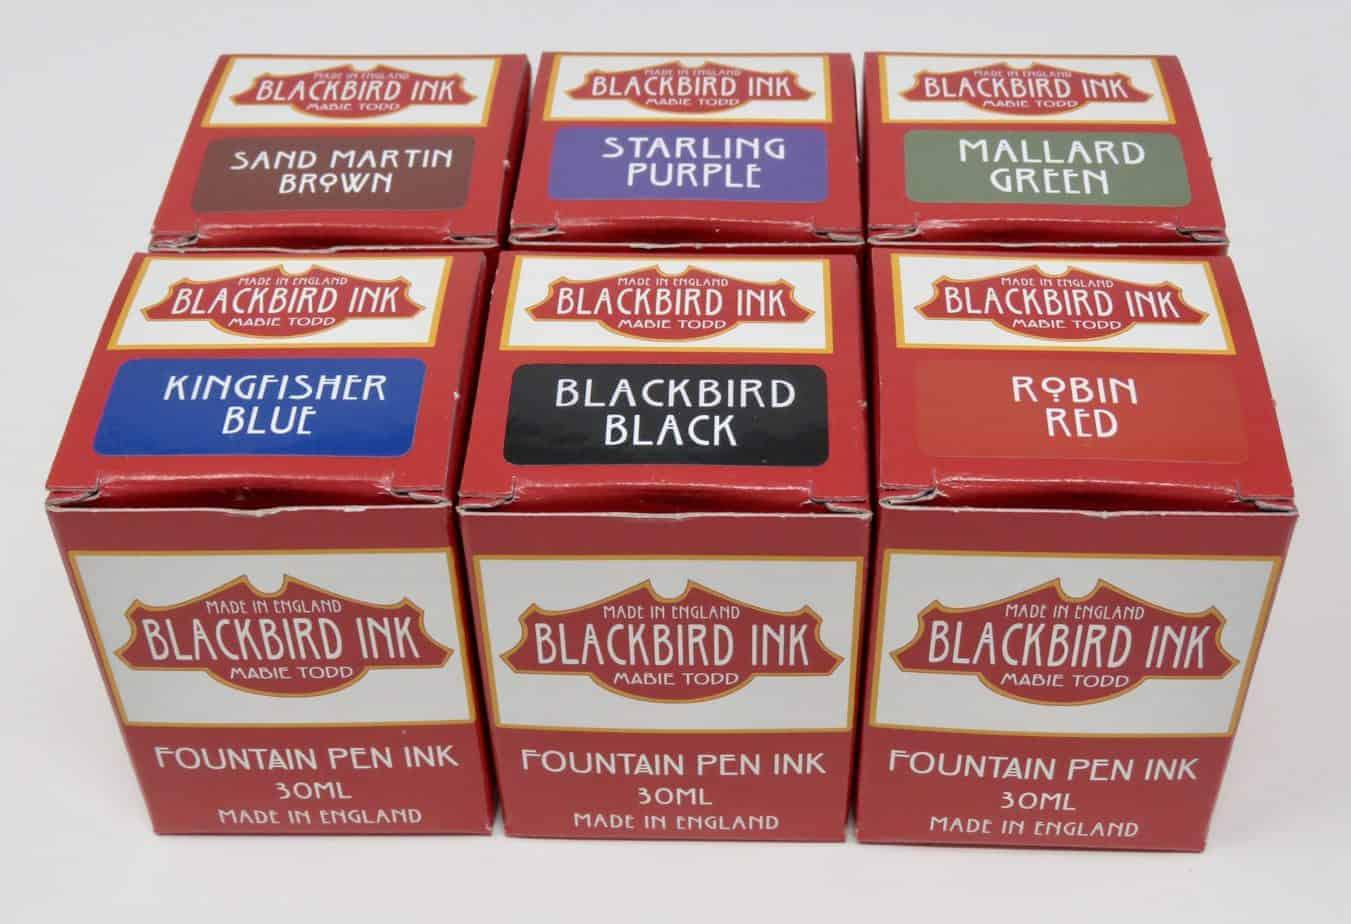 MADE IN ENGLAND
BLACKBIRD INK
MABIE TODD
SAND MARTIN
BROWN
MADE IN ENGLAND
BLACKBIRD INK
MABIE TODD
STARLING
PURPLE
MADE IN ENGLAND
BLACKBIRD INK
MABIE TODD
MALLARD
GREEN
MADE IN ENGLAND
BLACKBIRD INK
MABIE TODD
KINGFISHER
BLUE
MADE IN ENGLAND
BLACKBIRD INK
MABIE TODD
BLACKBIRD
BLACK
MADE IN ENGLAND
BLACKBIRD INK
MABIE TODD
ROBIN
RED
MADE IN ENGLAND
BLACKBIRD INK
MABIE TODD
FOUNTAIN PEN INK
30ML
MADE IN ENGLAND
MADE IN ENGLAND
BLACKBIRD INK
MABIE TODD
FOUNTAIN PEN INK
30ML
MADE IN ENGLAND
MADE IN ENGLAND
BLACKBIRD INK
MABIE TODD
FOUNTAIN PEN INK
30ML
MADE IN ENGLAND